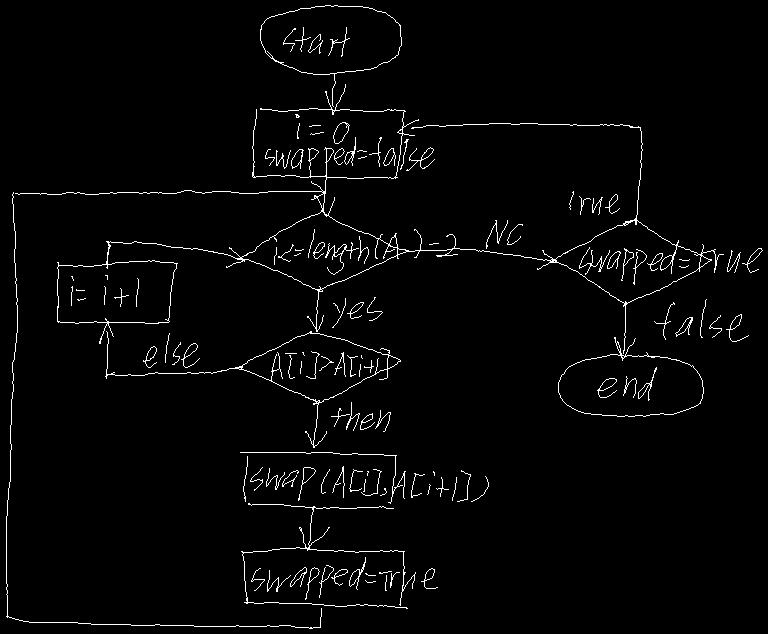 start
i=0
swapped=false
i<=length(A)-2
NO
true
swapped=true
i=i+1
yes
false
else
A[i]>A[i+1]
end
then
swap(A[i],A[i+1])
swapped=true